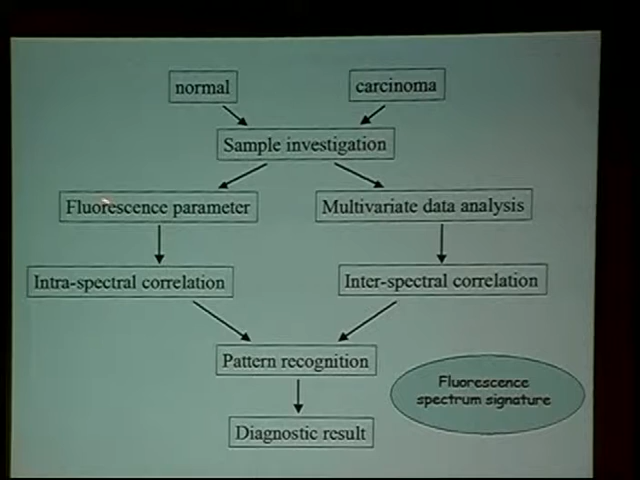 normal
carcinoma
Sample investigation
Fluorescence parameter
Multivariate data analysis
Intra-spectral correlation
Inter-spectral correlation
Pattern recognition
Fluorescence
spectrum signature
Diagnostic result